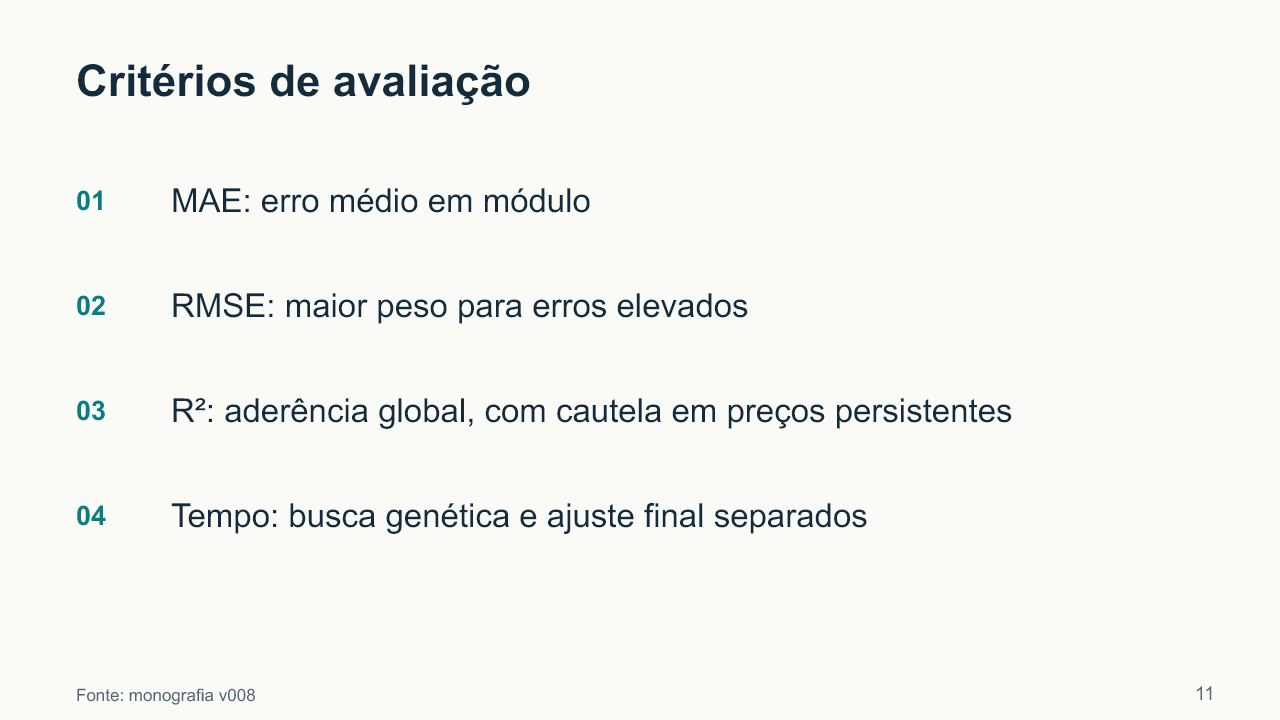 Critérios de avaliação
01 MAE: erro médio em módulo
02 RMSE: maior peso para erros elevados
03 R²: aderência global, com cautela em preços persistentes
04 Tempo: busca genética e ajuste final separados
Fonte: monografia v008
11